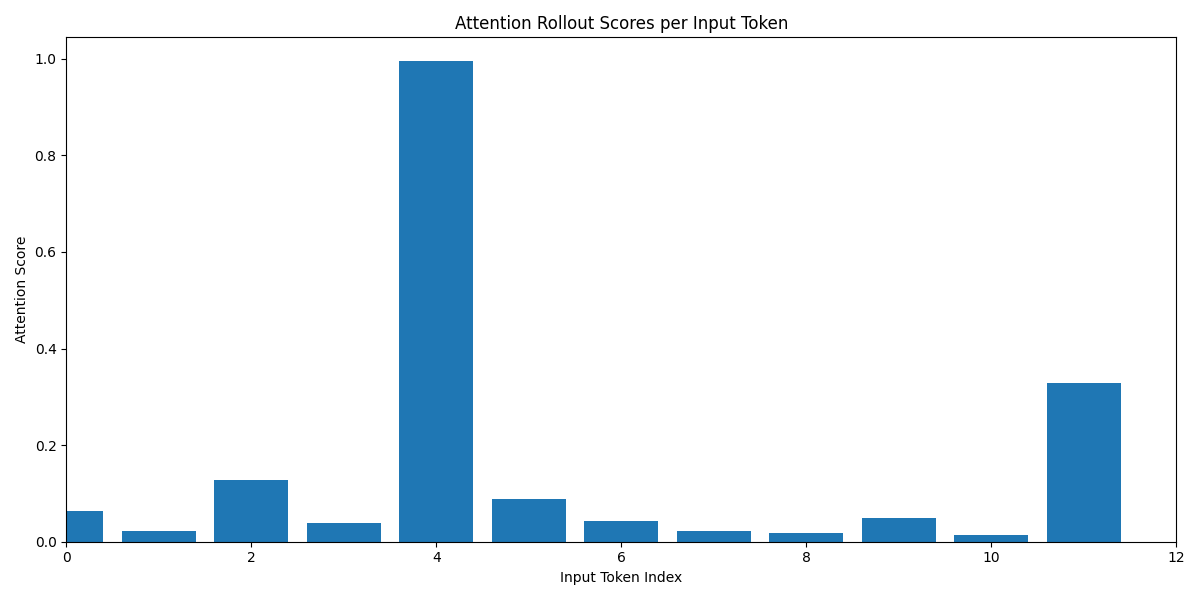 Attention Rollout Scores per Input Token
1.0
0.8
0.6
0.4
0.2
0.0
Attention Score
0 2 4 6 8 10 12
Input Token Index